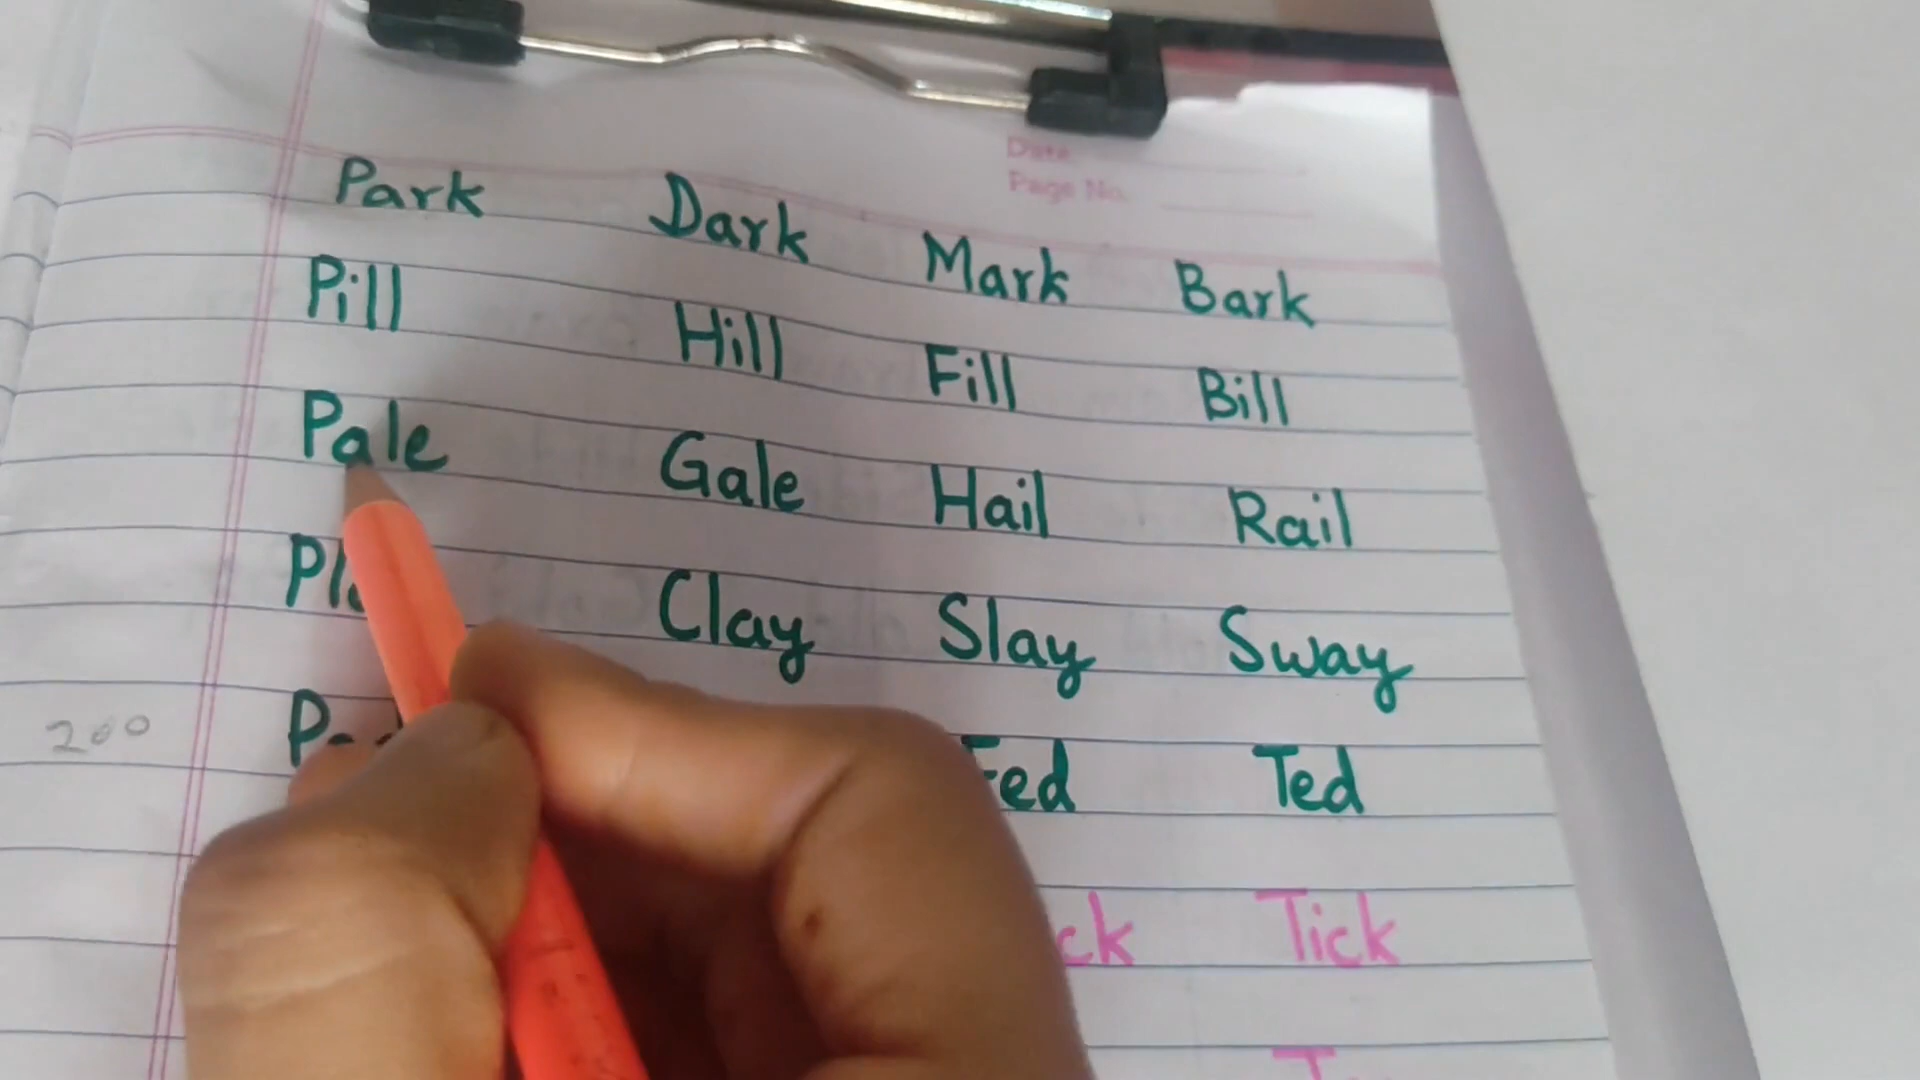 Date
Page No.
Park Dark Mark Bark
Pill Hill Fill Bill
Pale Gale Hail Rail
Clay Slay Sway
200 Fed Ted
Tick